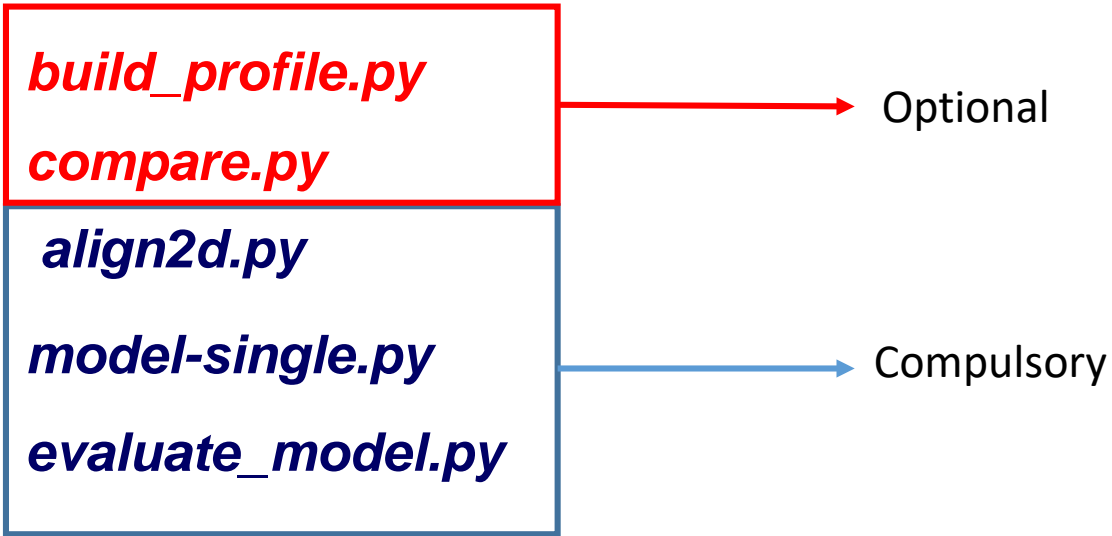 build_profile.py
Optional
compare.py
align2d.py
model-single.py
Compulsory
evaluate_model.py